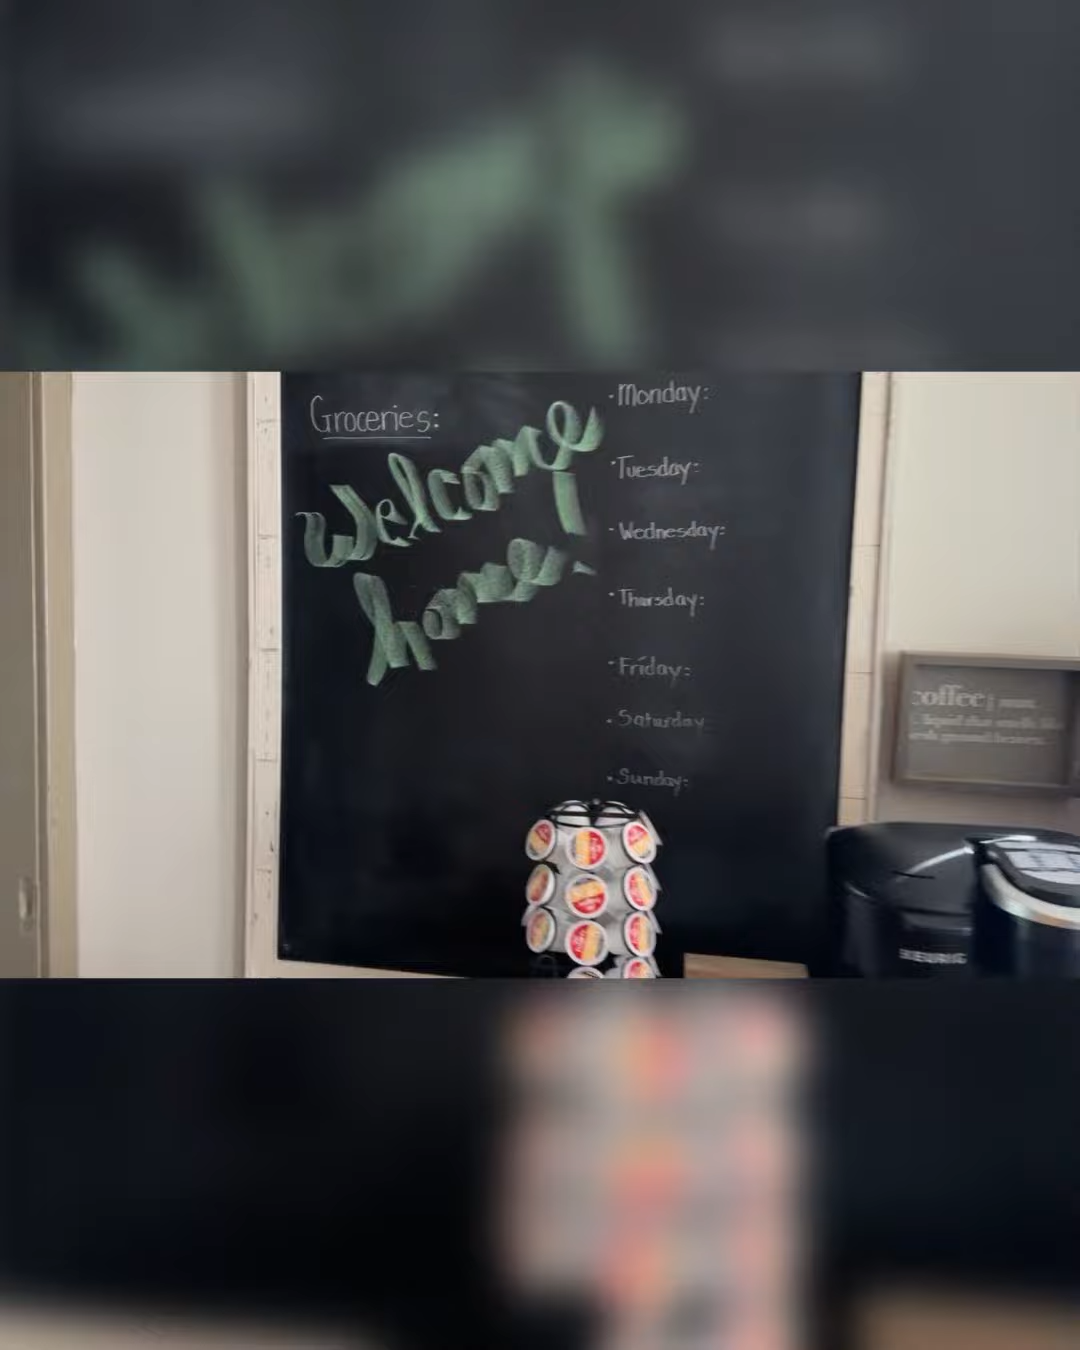 Groceries:
Welcome
home!
·Monday:
·Tuesday:
·Wednesday:
·Thursday:
·Friday:
·Saturday:
·Sunday:
coffee
KEURIG